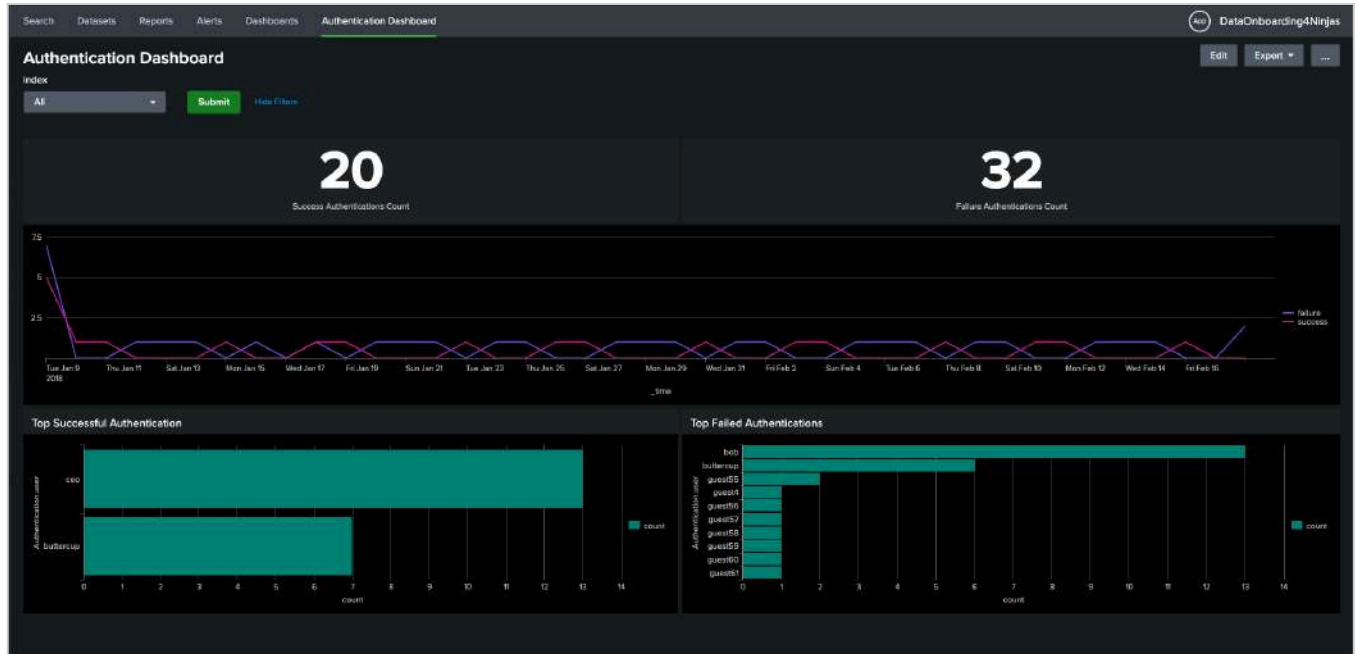 Search Datasets Reports Alerts Dashboards Authentication Dashboard App DataOnboarding4Ninjas
Authentication Dashboard Edit Export ...
Index
All Submit Hide Filters
20 32
Success Authentications Count Failure Authentications Count
7.5
5
2.5
failure
success
Tue Jan 9 Thu Jan 11 Sat Jan 13 Mon Jan 15 Wed Jan 17 Fri Jan 19 Sun Jan 21 Tue Jan 23 Thu Jan 25 Sat Jan 27 Mon Jan 29 Wed Jan 31 Fri Feb 2 Sun Feb 4 Tue Feb 6 Thu Feb 8 Sat Feb 10 Mon Feb 12 Wed Feb 14 Fri Feb 16
2018
_time
Top Successful Authentication
Authentication.user
ceo
buttercup
count
0 1 2 3 4 5 6 7 8 9 10 11 12 13 14
count
Top Failed Authentications
Authentication.user
bob
buttercup
guest55
guest4
guest56
guest57
guest58
guest59
guest60
guest61
count
0 1 2 3 4 5 6 7 8 9 10 11 12 13 14
count